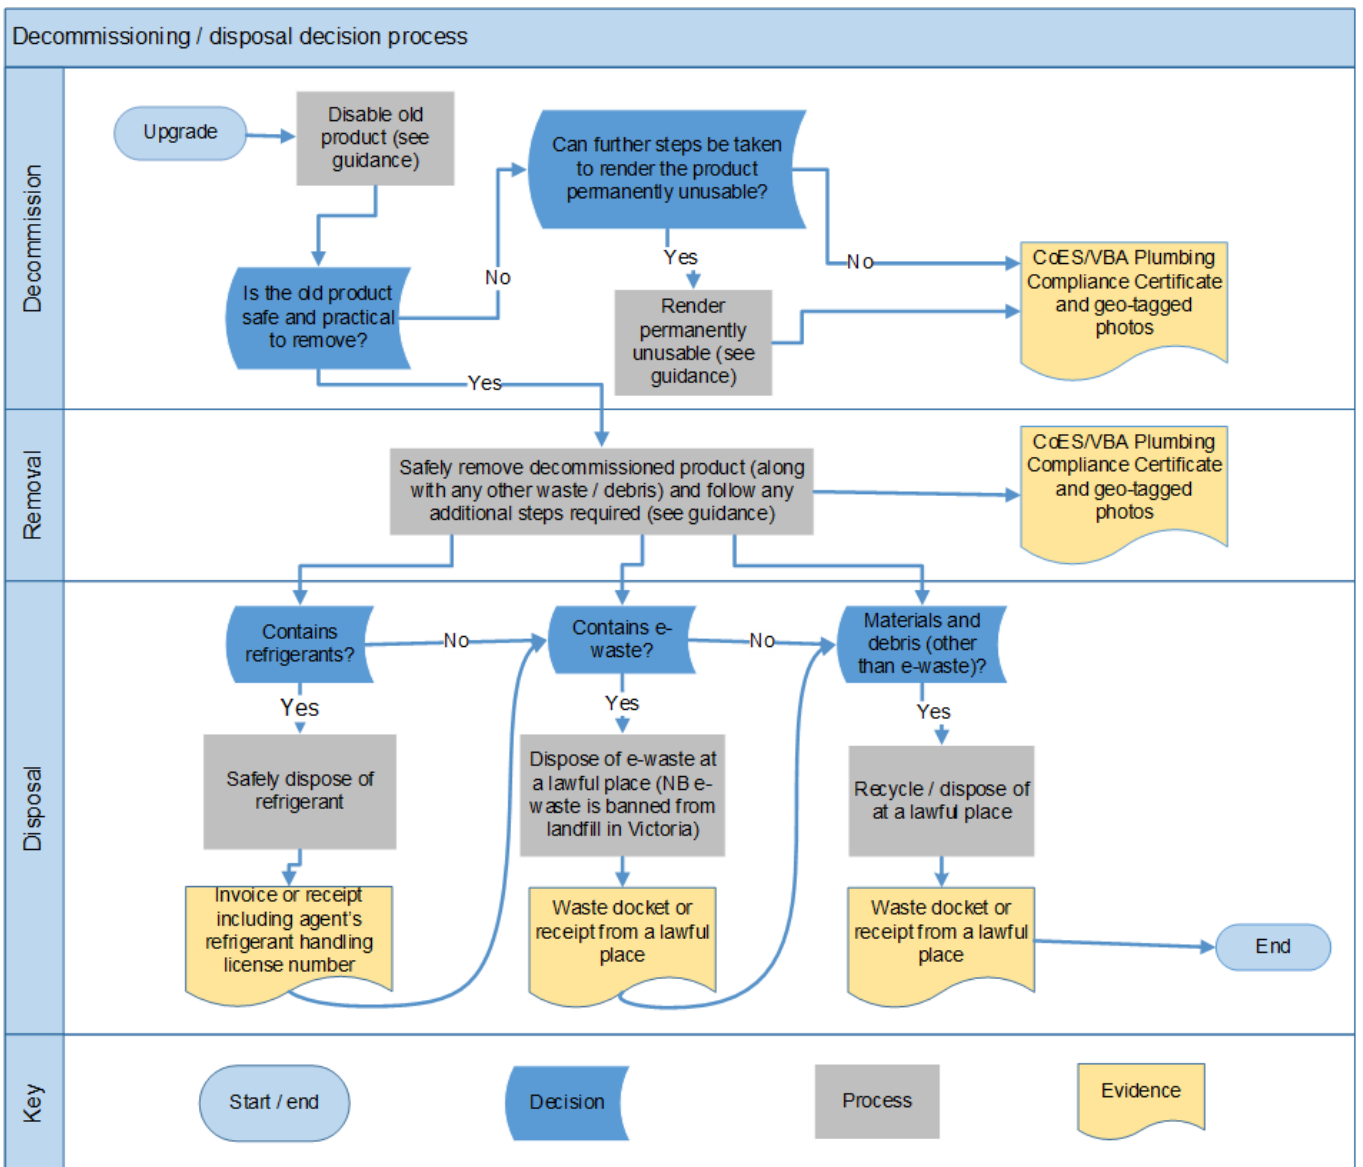 Decommissioning / disposal decision process
Decommission
Upgrade
Disable old
product (see
guidance)
Can further steps be taken
to render the product
permanently unusable?
Is the old product
safe and practical
to remove?
No
Yes
No
Render
permanently
unusable (see
guidance)
CoES/VBA Plumbing
Compliance Certificate
and geo-tagged
photos
Yes
Removal
Safely remove decommissioned product (along
with any other waste / debris) and follow any
additional steps required (see guidance)
CoES/VBA Plumbing
Compliance Certificate
and geo-tagged
photos
Disposal
Contains
refrigerants?
No
Contains e-
waste?
No
Materials and
debris (other
than e-waste)?
Yes
Yes
Yes
Safely dispose of
refrigerant
Dispose of e-waste at
a lawful place (NB e-
waste is banned from
landfill in Victoria)
Recycle / dispose of
at a lawful place
Invoice or receipt
including agent's
refrigerant handling
license number
Waste docket or
receipt from a lawful
place
Waste docket or
receipt from a lawful
place
End
Key
Start / end
Decision
Process
Evidence